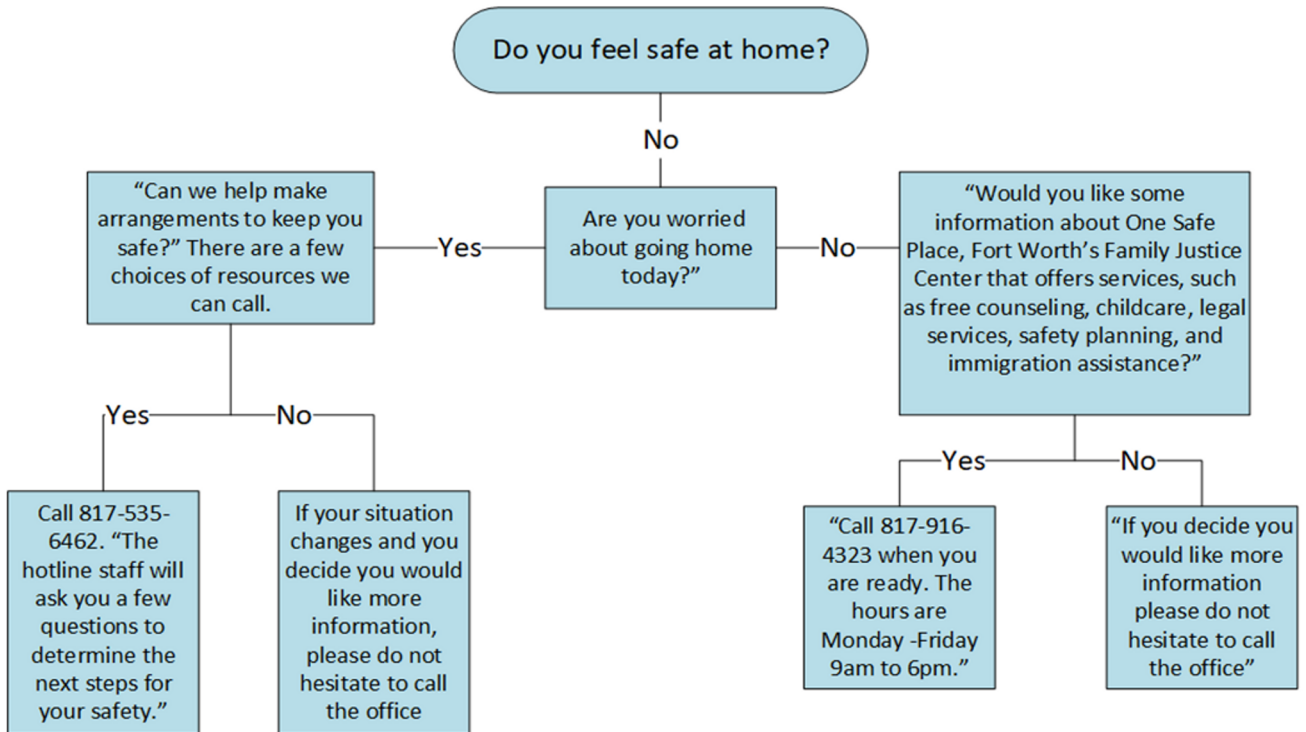 Do you feel safe at home?
No
“Can we help make
arrangements to keep you
safe?” There are a few
choices of resources we
can call.
Yes
Are you worried
about going home
today?”
No
“Would you like some
information about One Safe
Place, Fort Worth’s Family Justice
Center that offers services, such
as free counseling, childcare, legal
services, safety planning, and
immigration assistance?”
Yes
No
Call 817-535-
6462. “The
hotline staff will
ask you a few
questions to
determine the
next steps for
your safety.”
If your situation
changes and you
decide you would
like more
information,
please do not
hesitate to call
the office
Yes
No
“Call 817-916-
4323 when you
are ready. The
hours are
Monday -Friday
9am to 6pm.”
“If you decide you
would like more
information
please do not
hesitate to call
the office”